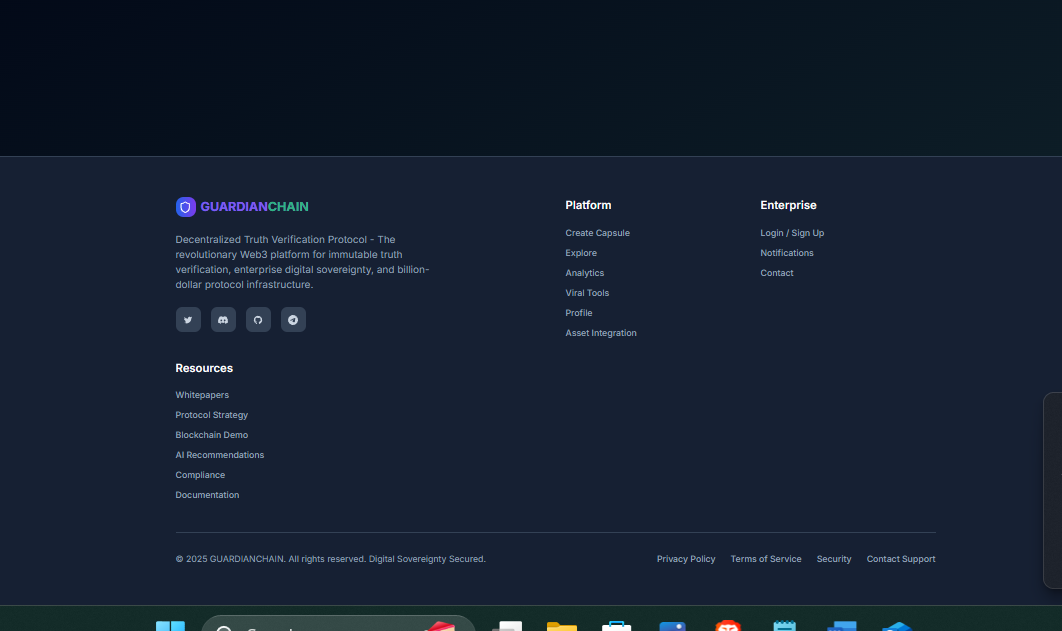 GUARDIANCHAIN
Decentralized Truth Verification Protocol - The
revolutionary Web3 platform for immutable truth
verification, enterprise digital sovereignty, and billion-
dollar protocol infrastructure.
Platform
Create Capsule
Explore
Analytics
Viral Tools
Profile
Asset Integration
Enterprise
Login / Sign Up
Notifications
Contact
Resources
Whitepapers
Protocol Strategy
Blockchain Demo
AI Recommendations
Compliance
Documentation
© 2025 GUARDIANCHAIN. All rights reserved. Digital Sovereignty Secured.
Privacy Policy
Terms of Service
Security
Contact Support